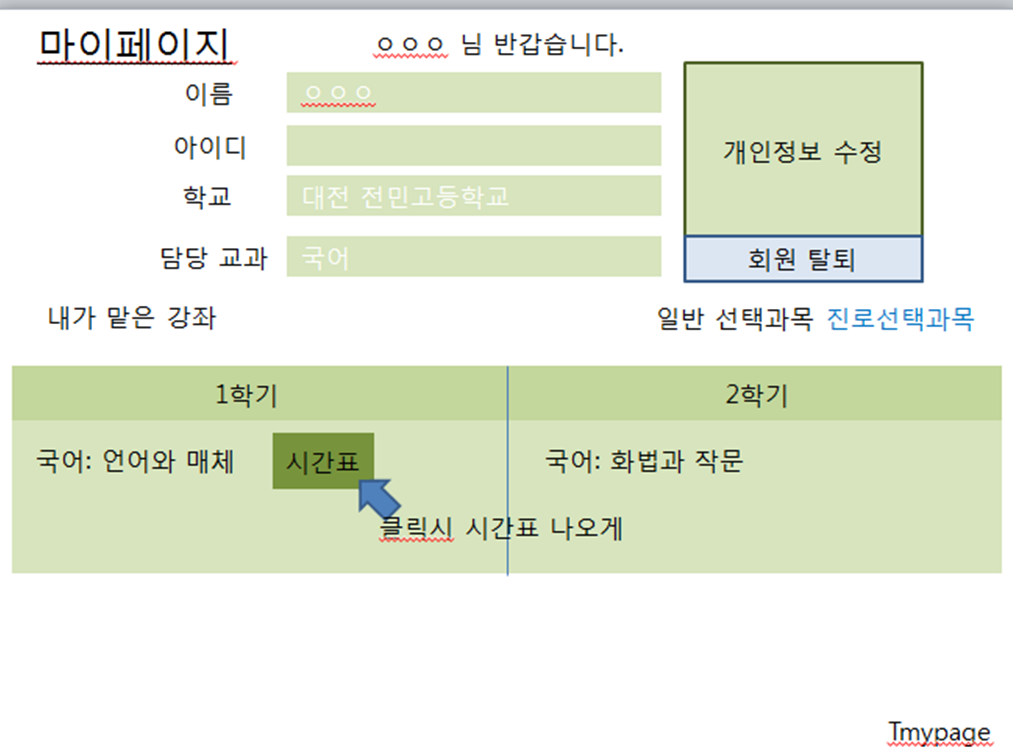 마이페이지
ㅇㅇㅇ 님 반갑습니다.
이름
ㅇㅇㅇ
아이디
학교
대전 전민고등학교
담당 교과
국어
개인정보 수정
회원 탈퇴
내가 맡은 강좌
일반 선택과목 진로선택과목
1학기
2학기
국어: 언어와 매체
시간표
국어: 화법과 작문
클릭시 시간표 나오게
Tmypage